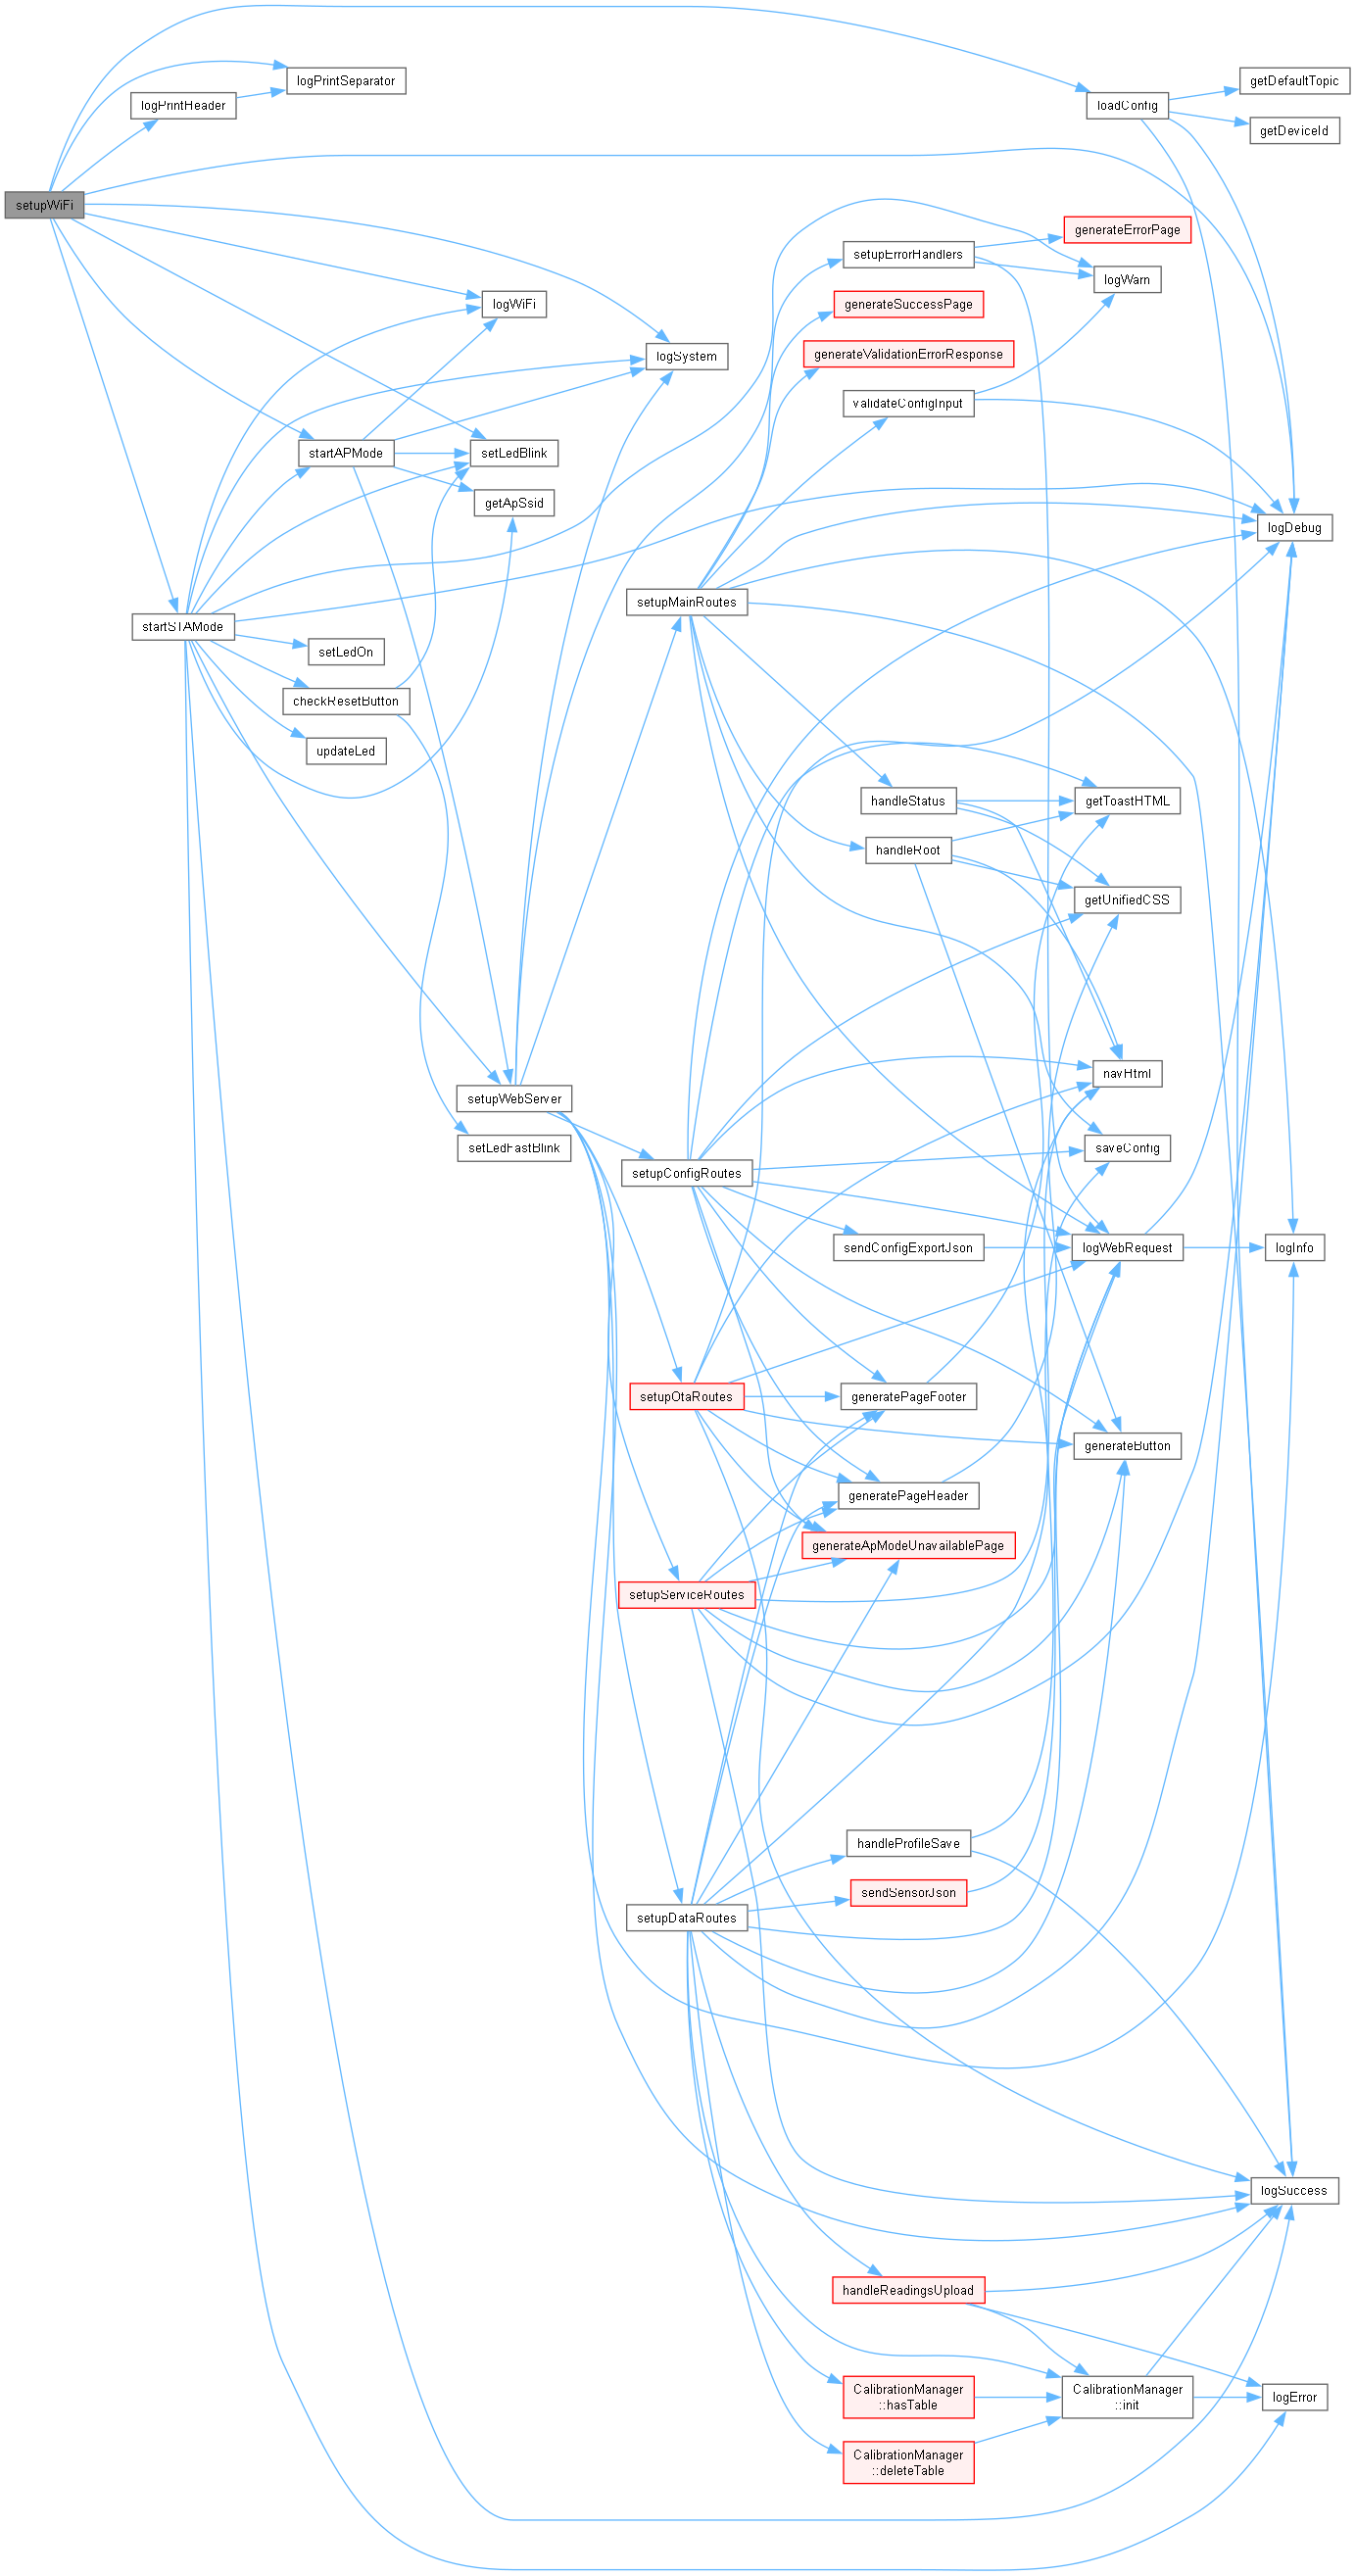 logPrintSeparator
getDefaultTopic
logPrintHeader
loadConfig
getDeviceId
setupWiFi
generateErrorPage
setupErrorHandlers
logWarn
logWiFi
generateSuccessPage
logSystem
generateValidationErrorResponse
validateConfigInput
startAPMode
setLedBlink
getApSsid
logDebug
setupMainRoutes
startSTAMode
setLedOn
checkResetButton
updateLed
handleStatus
getToastHTML
handleRoot
getUnifiedCSS
navHtml
setupWebServer
setLedFastBlink
saveConfig
setupConfigRoutes
sendConfigExportJson
logWebRequest
logInfo
setupOtaRoutes
generatePageFooter
generateButton
generatePageHeader
generateApModeUnavailablePage
setupServiceRoutes
handleProfileSave
sendSensorJson
setupDataRoutes
logSuccess
handleReadingsUpload
CalibrationManager
::hasTable
CalibrationManager
::init
logError
CalibrationManager
::deleteTable